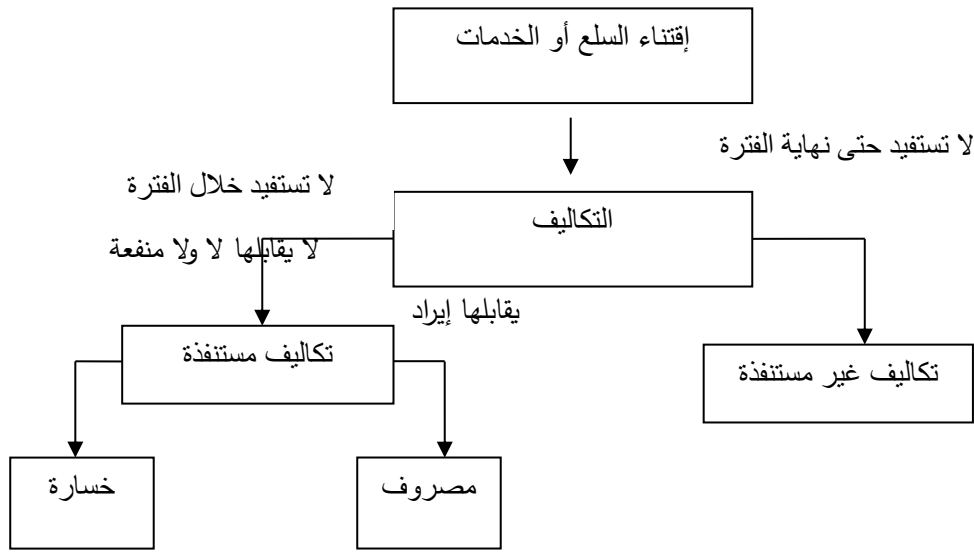 إقتناء السلع أو الخدمات
لا تستفيد حتى نهاية الفترة
لا تستفيد خلال الفترة
التكاليف
لا يقابلها لا ولا منفعة
يقابلها إيراد
تكاليف مستنفذة
تكاليف غير مستنفذة
مصروف
خسارة